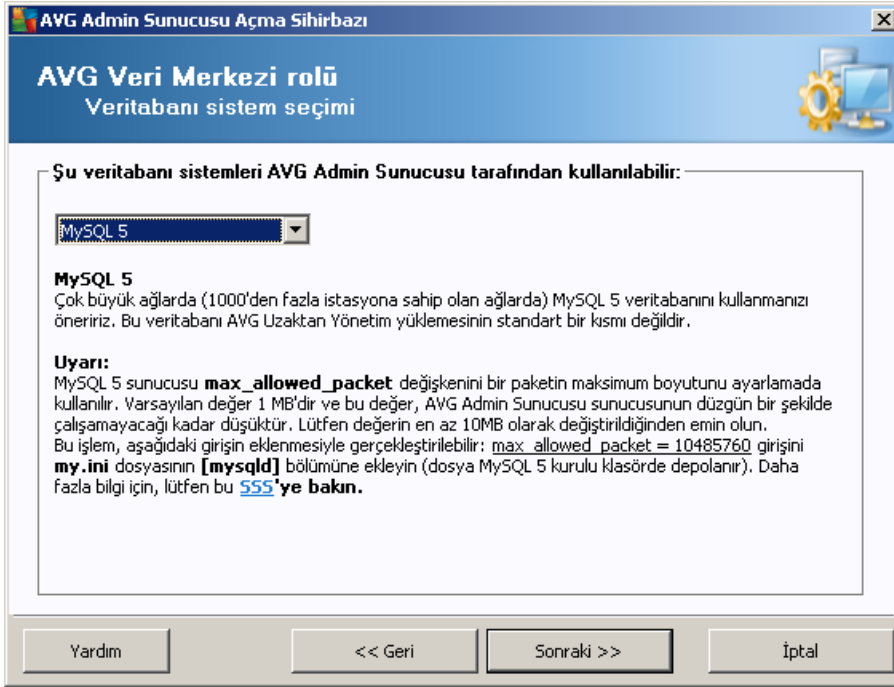 AVG Admin Sunucusu Açma Sihirbazı
AVG Veri Merkezi rolü
Veritabanı sistem seçimi
Şu veritabanı sistemleri AVG Admin Sunucusu tarafından kullanılabilir:
MySQL 5
MySQL 5
Çok büyük ağlarda (1000'den fazla istasyona sahip olan ağlarda) MySQL 5 veritabanını kullanmanızı
öneririz. Bu veritabanı AVG Uzaktan Yönetim yüklemesinin standart bir kısmı değildir.
Uyarı:
MySQL 5 sunucusu max_allowed_packet değişkenini bir paketin maksimum boyutunu ayarlamada
kullanılır. Varsayılan değer 1 MB'dir ve bu değer, AVG Admin Sunucusu sunucusunun düzgün bir şekilde
çalışamayacağı kadar düşüktür. Lütfen değerin en az 10MB olarak değiştirildiğinden emin olun.
Bu işlem, aşağıdaki girişin eklenmesiyle gerçekleştirilebilir: max_allowed_packet = 10485760 girişini
my.ini dosyasının [mysqld] bölümüne ekleyin (dosya MySQL 5 kurulu klasörde depolanır). Daha
fazla bilgi için, lütfen bu SSS'ye bakın.
Yardım
<< Geri
Sonraki >>
İptal